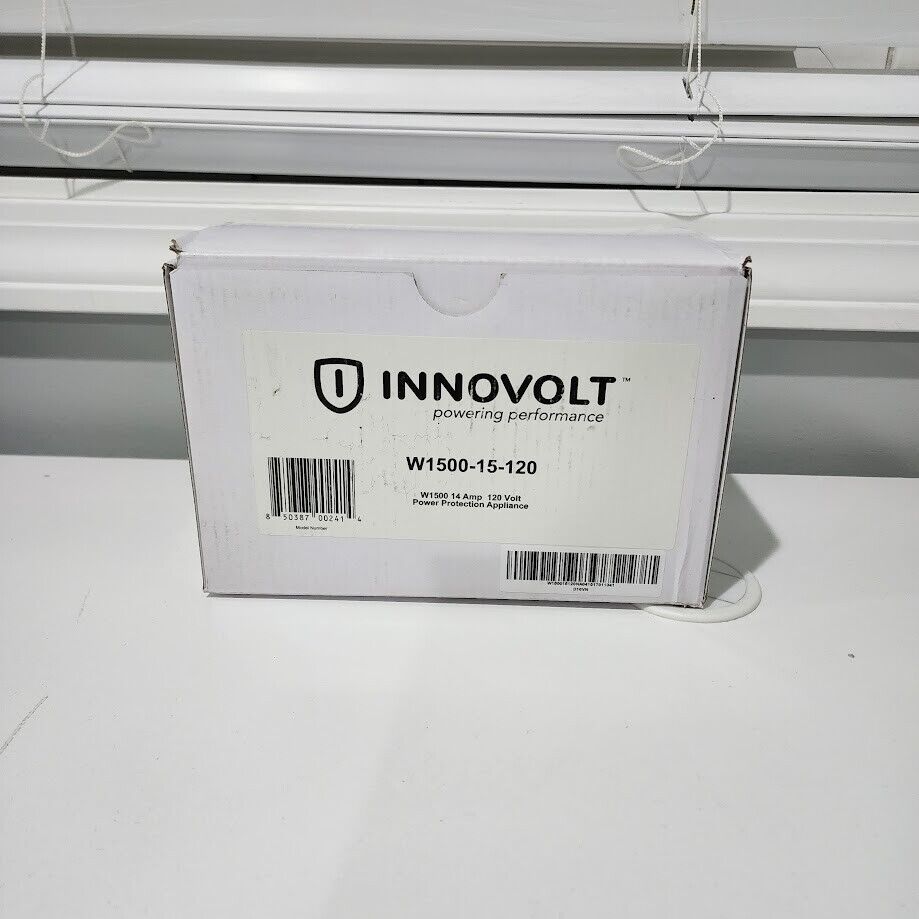 INNOVOLT™
powering performance
W1500-15-120
W1500 14 Amp 120 Volt
Power Protection Appliance
8 50387 00241 4
Model Number